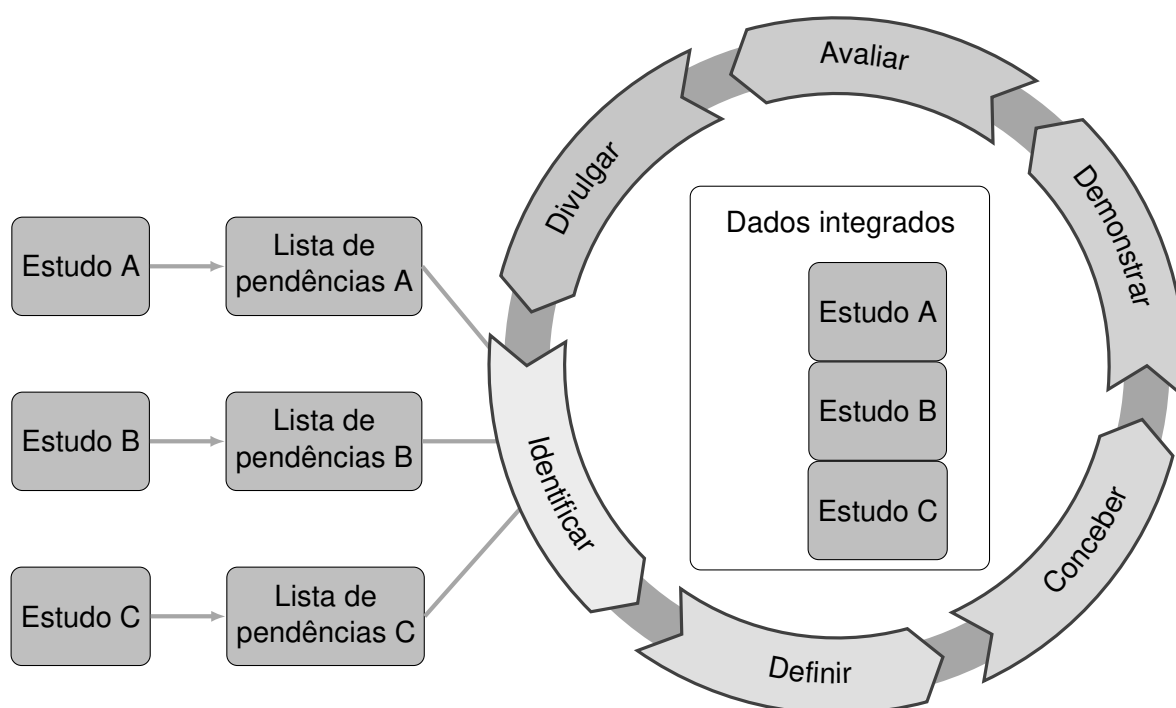 Estudo A
Lista de
pendências A
Estudo B
Lista de
pendências B
Estudo C
Lista de
pendências C
Identificar
Definir
Conceber
Demonstrar
Avaliar
Divulgar
Dados integrados
Estudo A
Estudo B
Estudo C